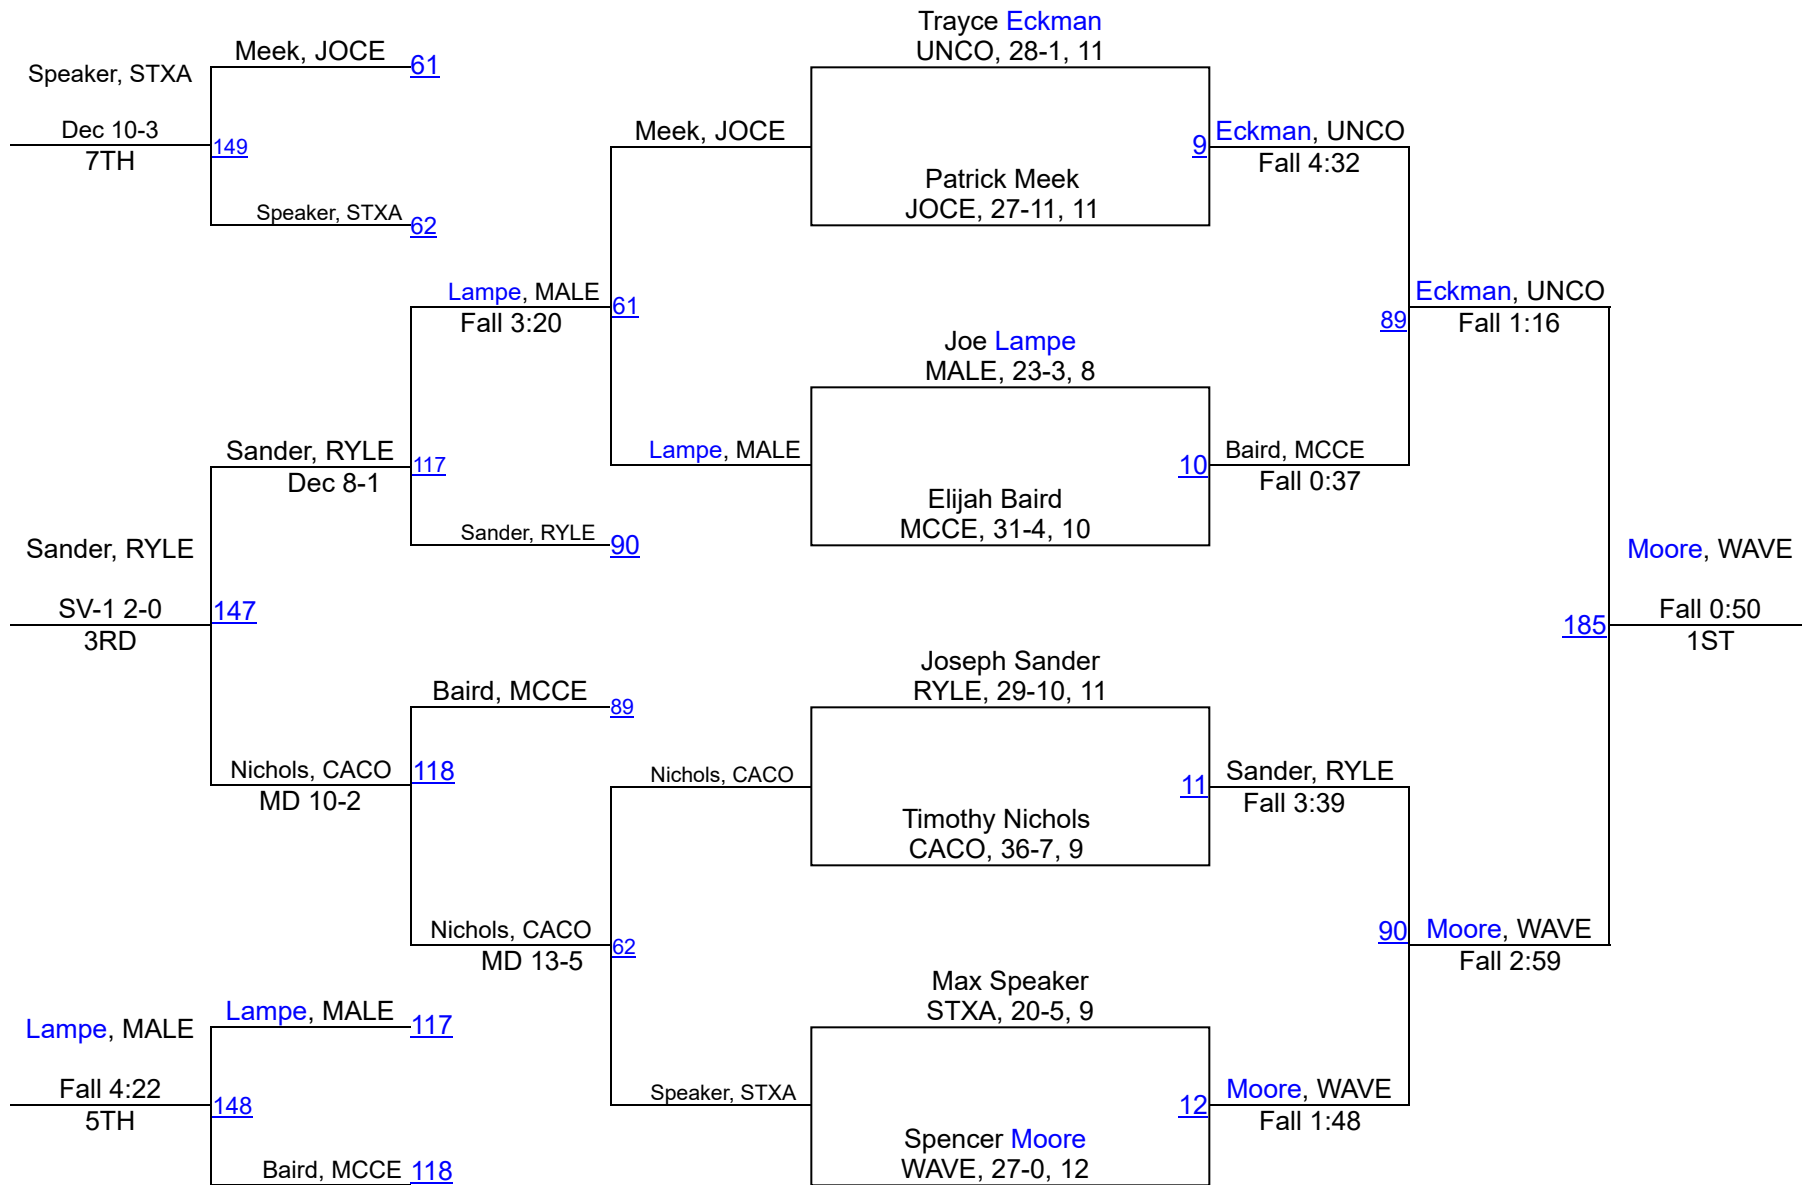 Trayce Eckman
UNCO, 28-1, 11
Meek, JOCE
61
Speaker, STXA
Dec 10-3
7TH
149
Meek, JOCE
9
Eckman, UNCO
Fall 4:32
Patrick Meek
JOCE, 27-11, 11
Speaker, STXA
62
Lampe, MALE
Fall 3:20
61
Eckman, UNCO
Fall 1:16
89
Joe Lampe
MALE, 23-3, 8
Sander, RYLE
Dec 8-1
117
Lampe, MALE
10
Baird, MCCE
Fall 0:37
Elijah Baird
MCCE, 31-4, 10
Sander, RYLE
90
Sander, RYLE
SV-1 2-0
3RD
147
Moore, WAVE
Fall 0:50
1ST
185
Joseph Sander
RYLE, 29-10, 11
Baird, MCCE
89
Nichols, CACO
MD 10-2
118
Nichols, CACO
11
Sander, RYLE
Fall 3:39
Timothy Nichols
CACO, 36-7, 9
Nichols, CACO
MD 13-5
62
90
Moore, WAVE
Fall 2:59
Max Speaker
STXA, 20-5, 9
Lampe, MALE
117
Lampe, MALE
Fall 4:22
5TH
148
Speaker, STXA
12
Moore, WAVE
Fall 1:48
Spencer Moore
WAVE, 27-0, 12
Baird, MCCE
118